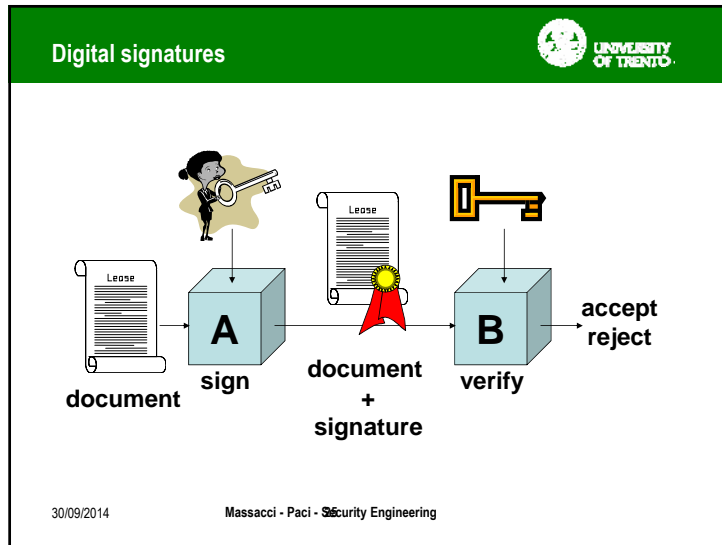 Digital signatures
UNIVERSITY
OF TRENTO
Lease
Lease
A
B
accept
reject
document
sign
document
+
signature
verify
30/09/2014
Massacci - Paci - Security Engineering
25